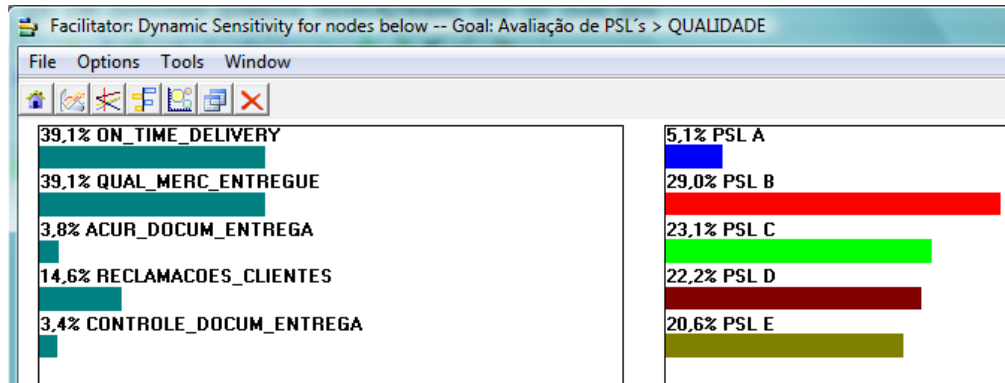 Facilitator: Dynamic Sensitivity for nodes below -- Goal: Avaliação de PSL´s > QUALIDADE
File Options Tools Window
39,1% ON_TIME_DELIVERY
39,1% QUAL_MERC_ENTREGUE
3,8% ACUR_DOCUM_ENTREGA
14,6% RECLAMACOES_CLIENTES
3,4% CONTROLE_DOCUM_ENTREGA
5,1% PSL A
29,0% PSL B
23,1% PSL C
22,2% PSL D
20,6% PSL E